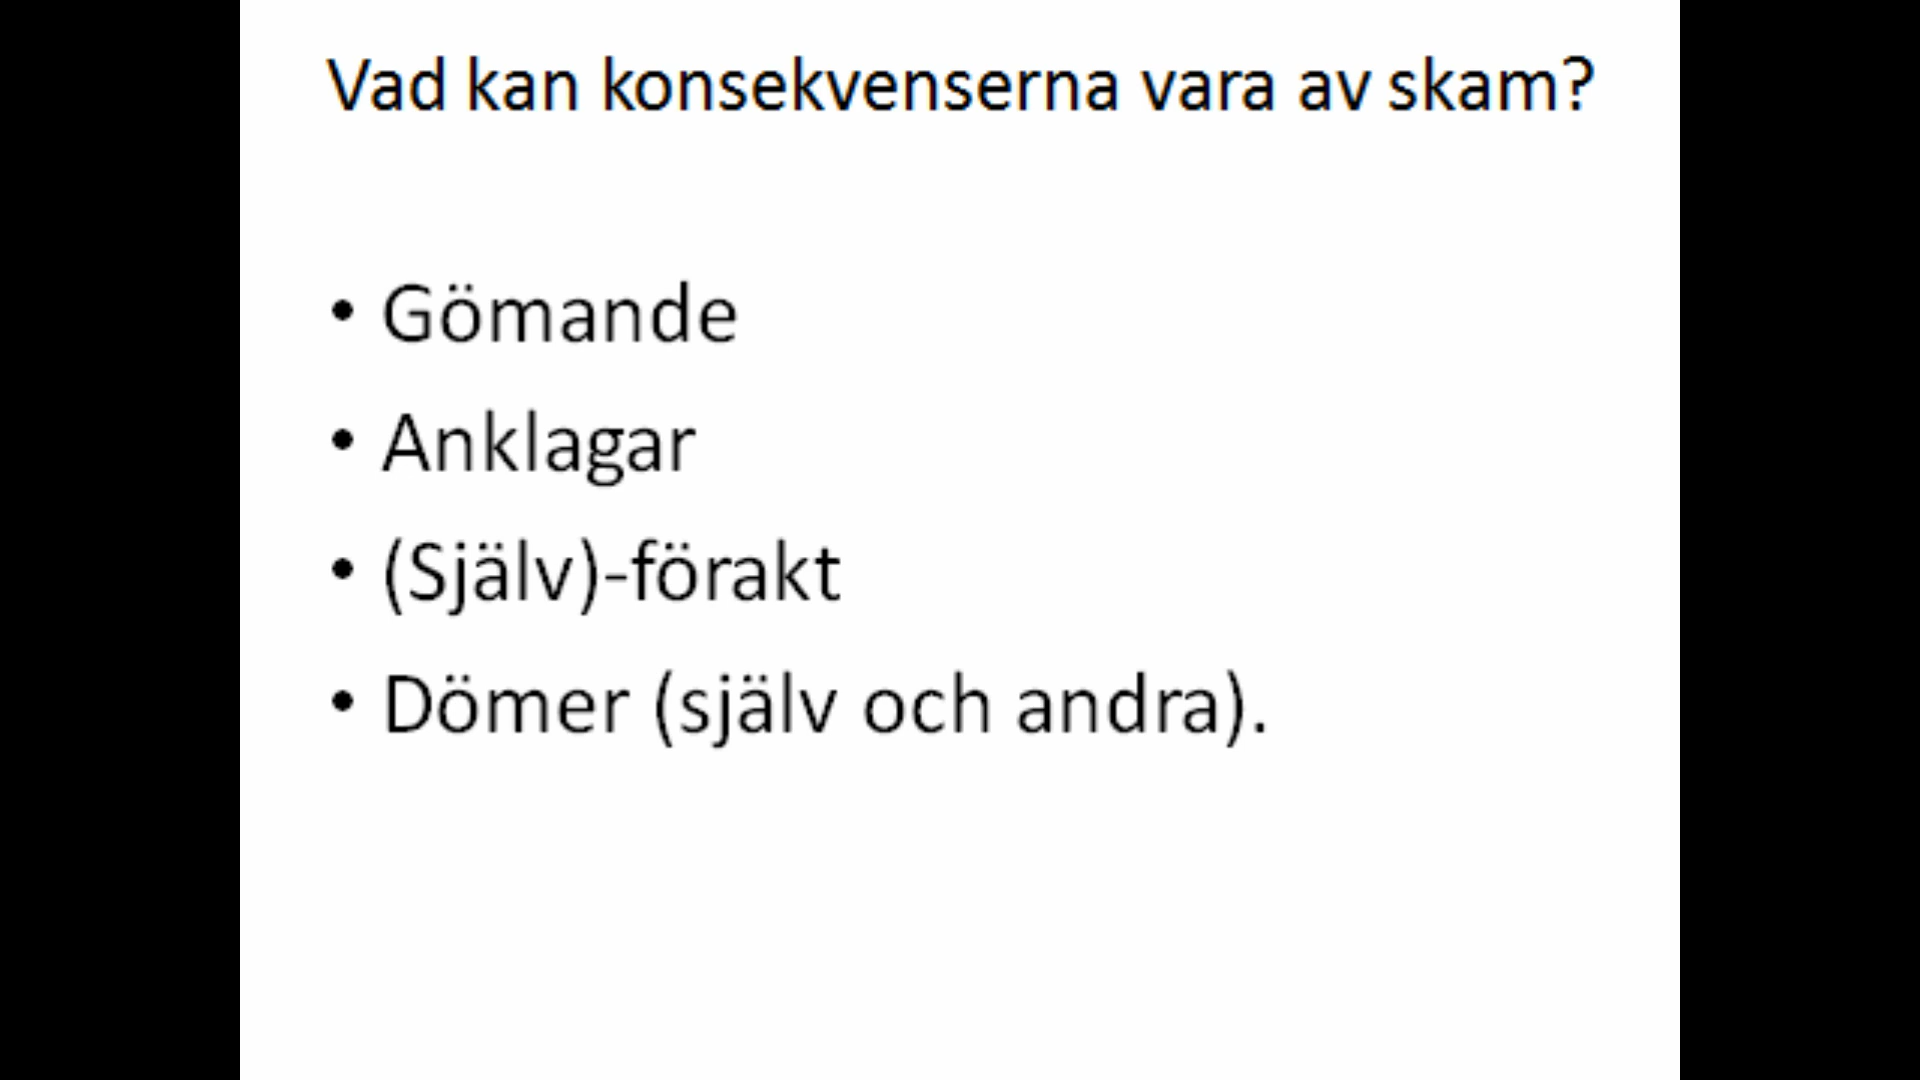 Vad kan konsekvenserna vara av skam?
• Gömande
• Anklagar
• (Själv)-förakt
• Dömer (själv och andra).